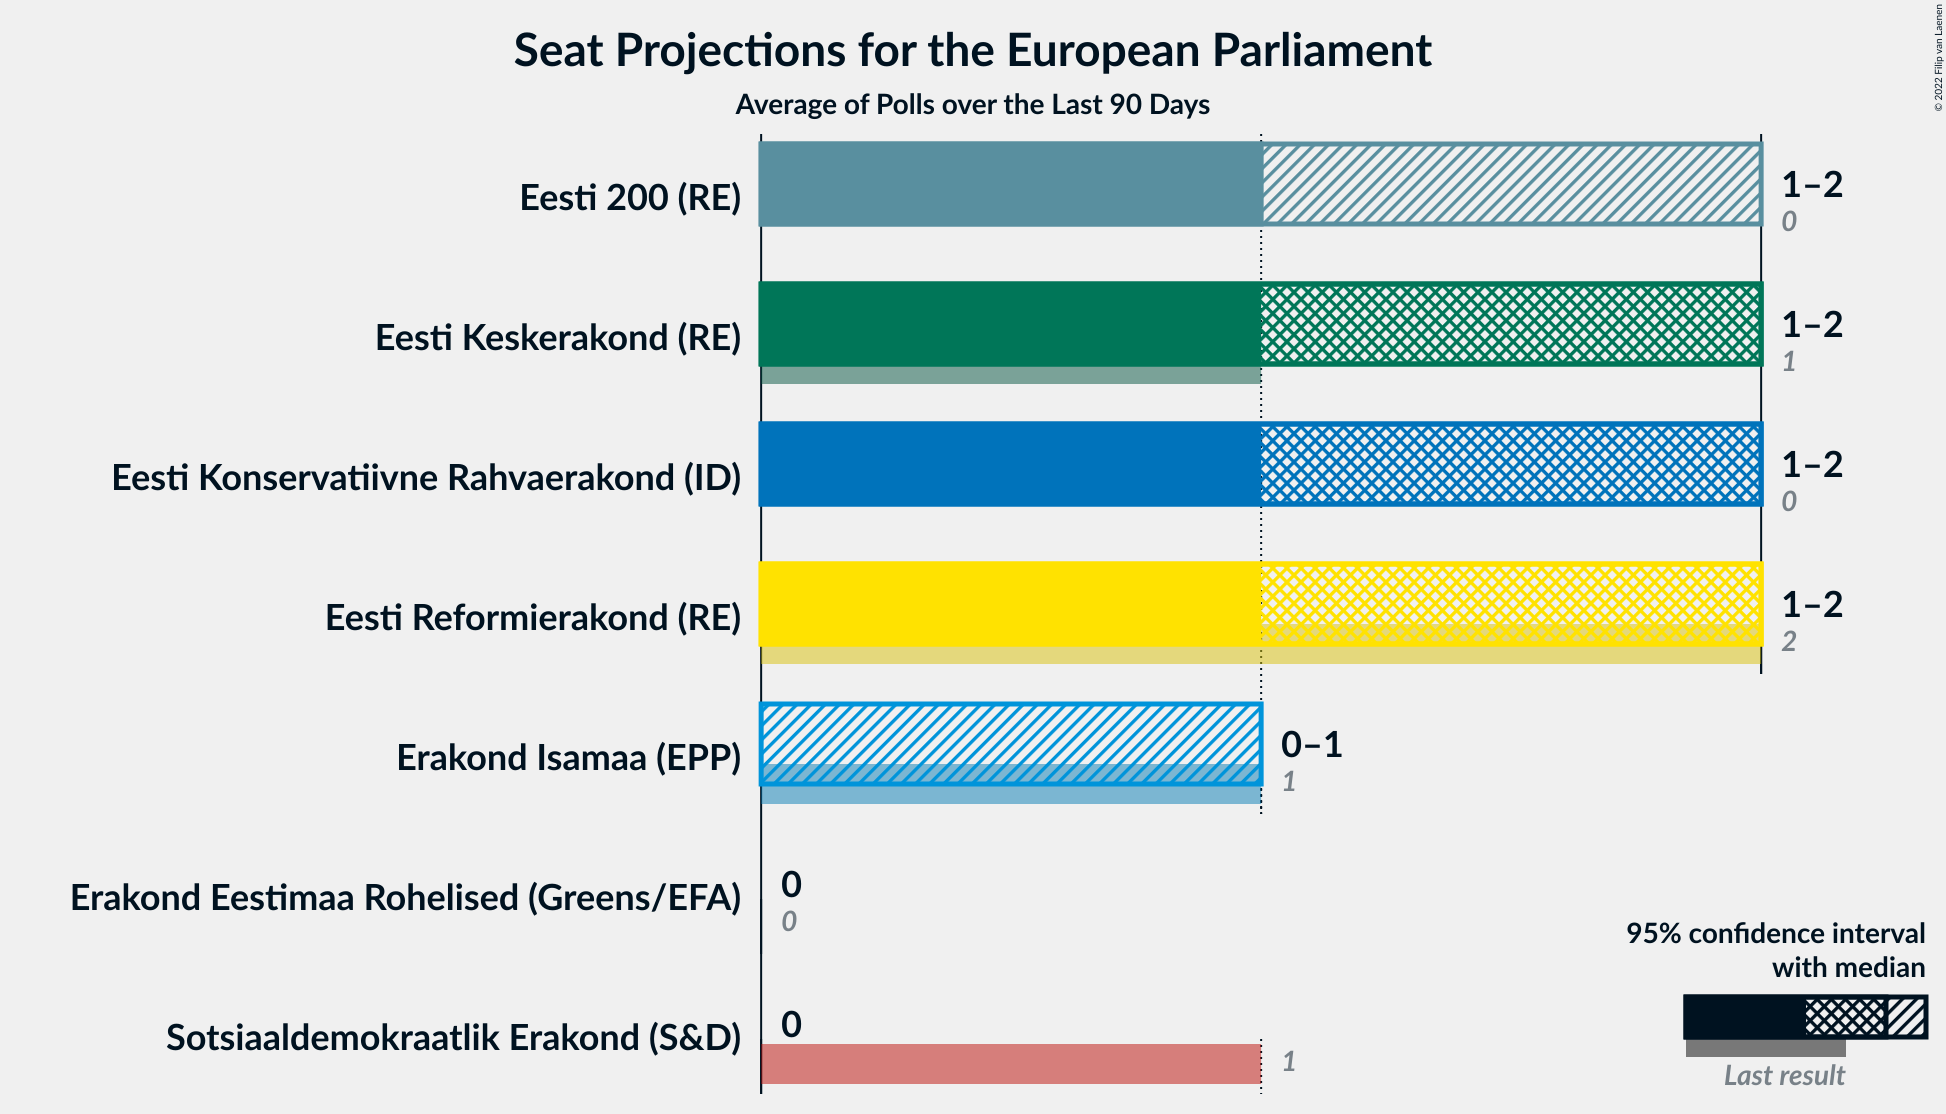 Seat Projections for the European Parliament
Average of Polls over the Last 90 Days
© 2022 Filip van Laenen
Eesti 200 (RE)
1–2
0
Eesti Keskerakond (RE)
1–2
1
Eesti Konservatiivne Rahvaerakond (ID)
1–2
0
Eesti Reformierakond (RE)
1–2
2
Erakond Isamaa (EPP)
0–1
1
Erakond Eestimaa Rohelised (Greens/EFA)
0
0
Sotsiaaldemokraatlik Erakond (S&D)
0
1
95% confidence interval
with median
Last result